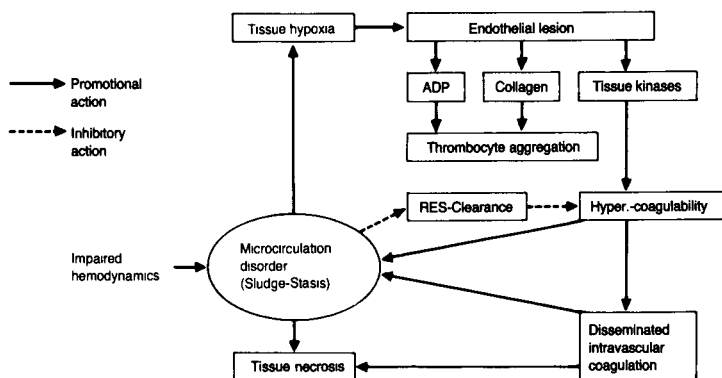 Tissue hypoxia
Endothelial lesion
Promotional
action
Inhibitory
action
ADP
Collagen
Tissue kinases
Thrombocyte aggregation
RES-Clearance
Hyper.-coagulability
Impaired
hemodynamics
Microcirculation
disorder
(Sludge-Stasis)
Disseminated
intravascular
coagulation
Tissue necrosis